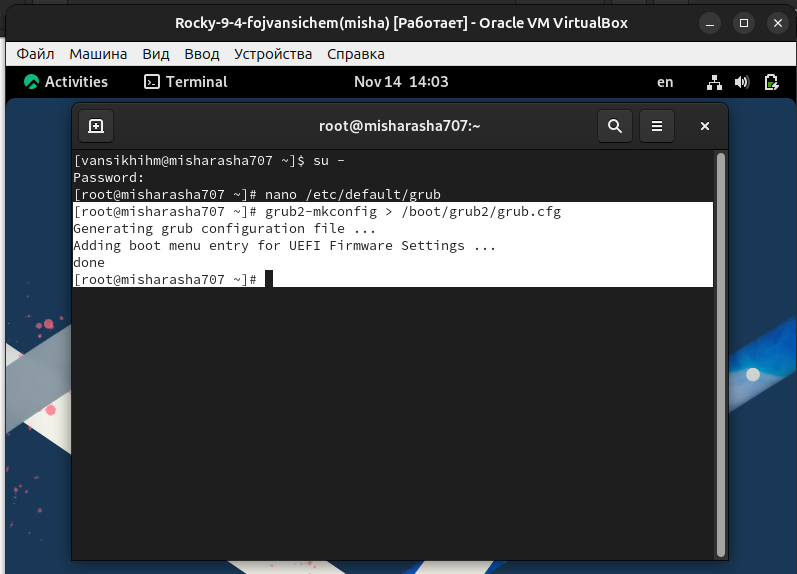 Rocky-9-4-fojvansichem(misha) [Работает] - Oracle VM VirtualBox
Файл Машина Вид Ввод Устройства Справка
Activities Terminal Nov 14 14:03 en
root@misharasha707:~
[vansikhihm@misharasha707 ~]$ su -
Password:
[root@misharasha707 ~]# nano /etc/default/grub
[root@misharasha707 ~]# grub2-mkconfig > /boot/grub2/grub.cfg
Generating grub configuration file ...
Adding boot menu entry for UEFI Firmware Settings ...
done
[root@misharasha707 ~]#